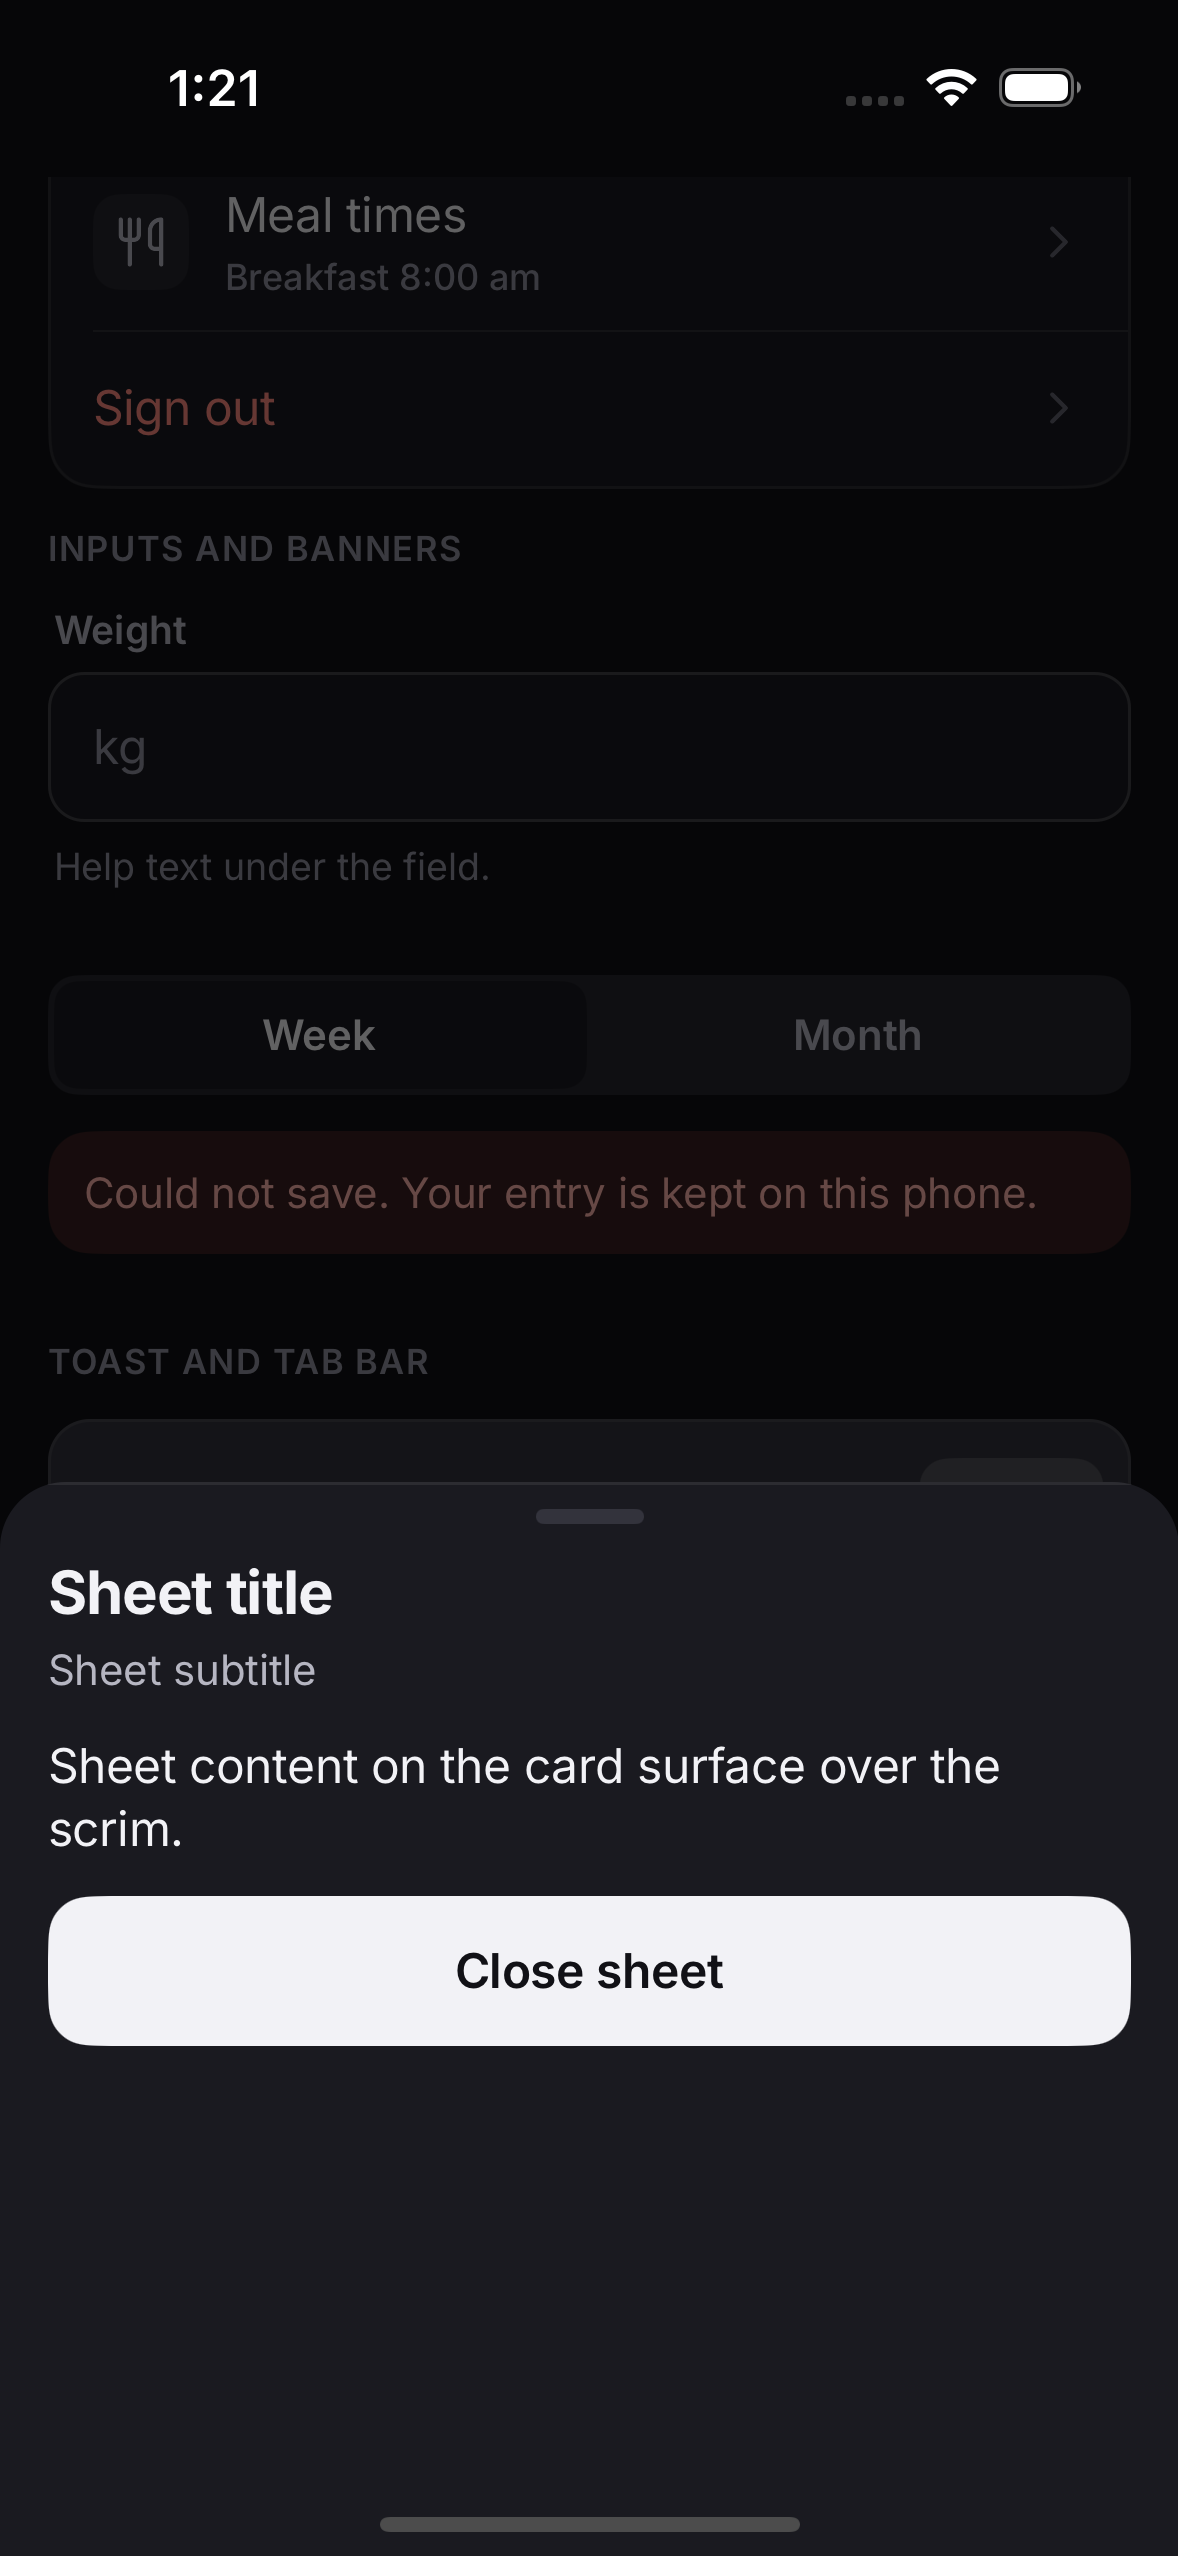 1:21
Meal times
Breakfast 8:00 am
Sign out
INPUTS AND BANNERS
Weight
kg
Help text under the field.
Week
Month
Could not save. Your entry is kept on this phone.
TOAST AND TAB BAR
Sheet title
Sheet subtitle
Sheet content on the card surface over the
scrim.
Close sheet